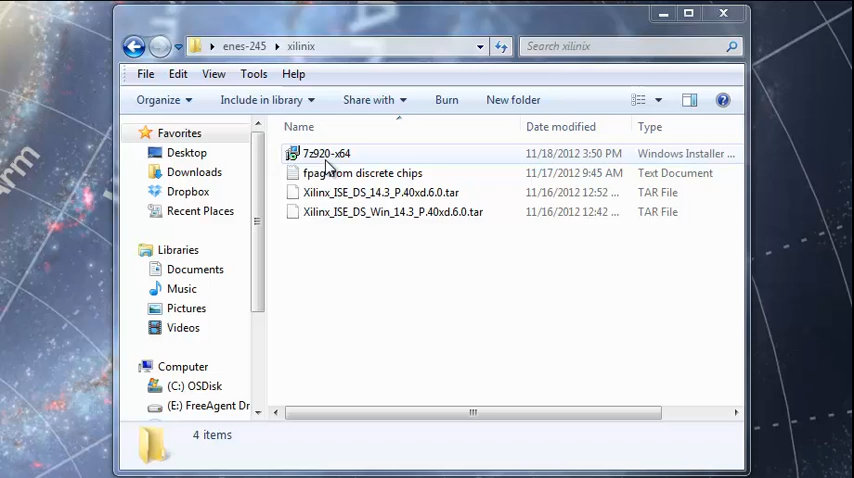 enes-245 xilinix
Search xilinix
File Edit View Tools Help
Organize Include in library Share with Burn New folder
Name Date modified Type
Favorites
Desktop
Downloads
Dropbox
Recent Places
Libraries
Documents
Music
Pictures
Videos
Computer
(C:) OSDisk
(E:) FreeAgent Dr
7z920-x64 11/18/2012 3:50 PM Windows Installer ...
discrete chips 11/17/2012 9:45 AM Text Document
Xilinx_ISE_DS_14.3_P.40xd.6.0.tar 11/16/2012 12:52 ... TAR File
Xilinx_ISE_DS_Win_14.3_P.40xd.6.0.tar 11/16/2012 12:42 ... TAR File
4 items
Arm